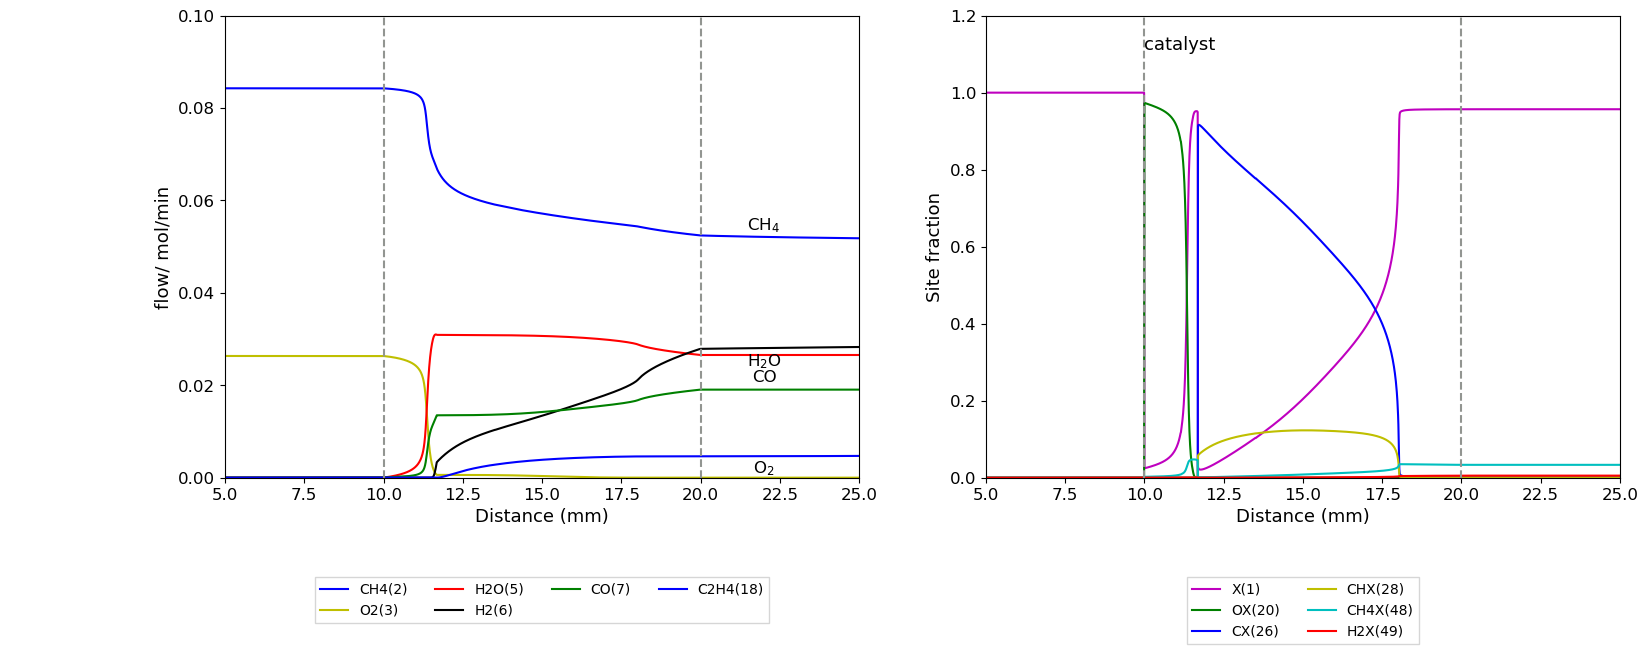 0.10
0.08
0.06
0.04
0.02
0.00
flow/ mol/min
CH₄
H₂O
CO
O₂
5.0 7.5 10.0 12.5 15.0 17.5 20.0 22.5 25.0
Distance (mm)
CH4(2) H2O(5) CO(7) C2H4(18)
O2(3) H2(6)
1.2
1.0
0.8
0.6
0.4
0.2
0.0
Site fraction
catalyst
5.0 7.5 10.0 12.5 15.0 17.5 20.0 22.5 25.0
Distance (mm)
X(1) CHX(28)
OX(20) CH4X(48)
CX(26) H2X(49)